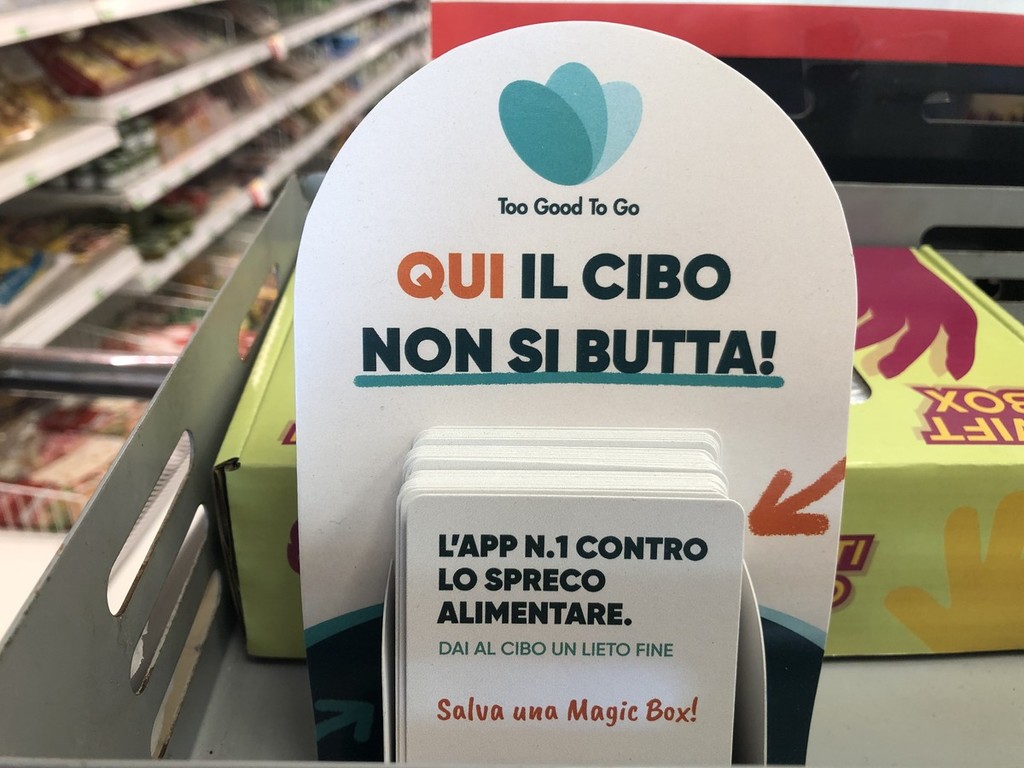 Too Good To Go
QUI IL CIBO
NON SI BUTTA!
L'APP N.1 CONTRO
LO SPRECO
ALIMENTARE.
DAI AL CIBO UN LIETO FINE
Salva una Magic Box!
BOX